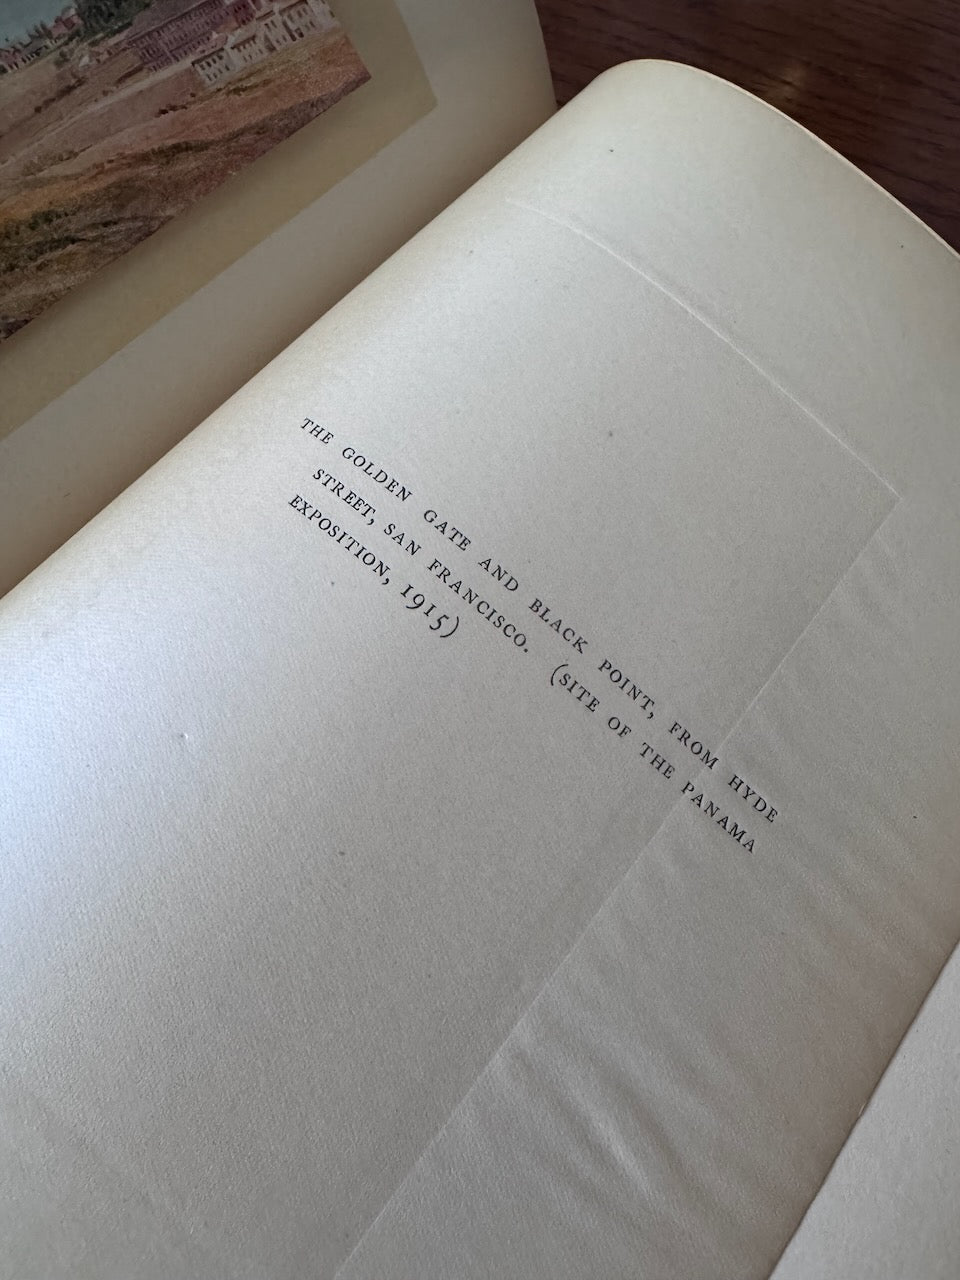 THE GOLDEN GATE AND BLACK POINT, FROM HYDE
STREET, SAN FRANCISCO. (SITE OF THE PANAMA
EXPOSITION, 1915)